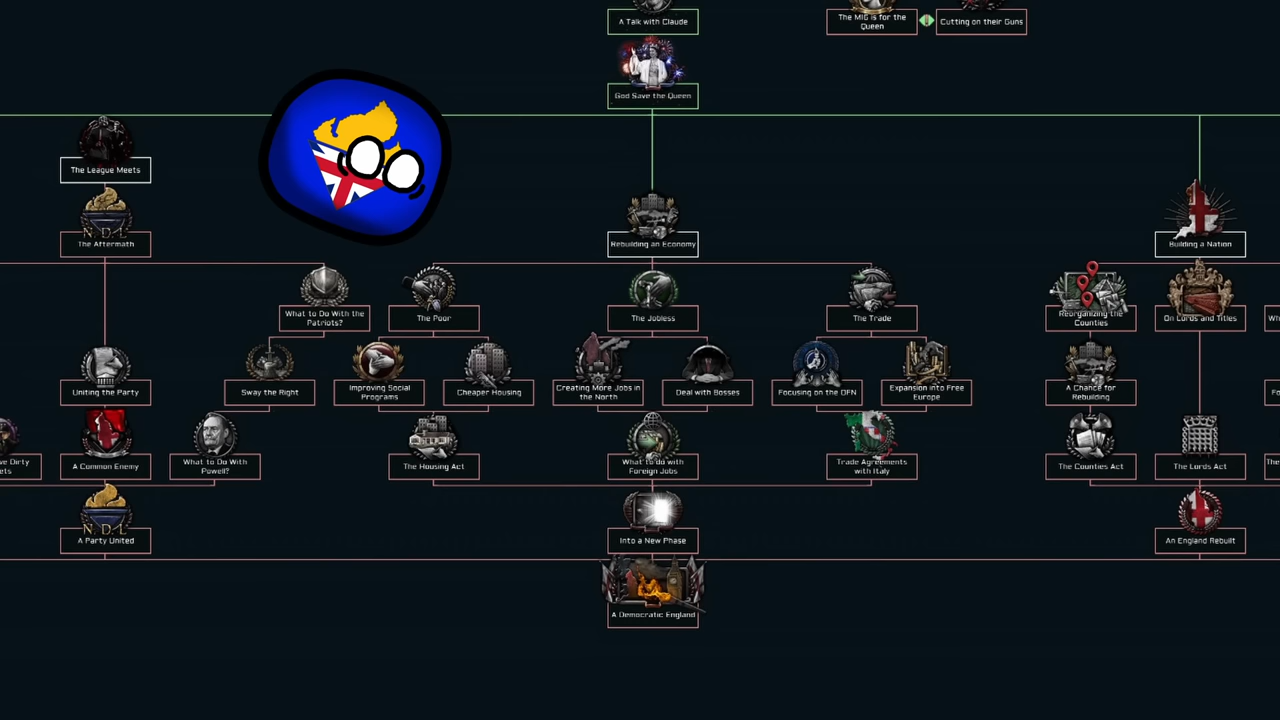 A Talk with Claude
The MIG is for the
Queen
Cutting on their Guns
God Save the Queen
The League Meets
N. D. L
The Aftermath
Rebuilding an Economy
Building a Nation
What to Do With the
Patriots?
The Poor
The Jobless
The Trade
Reorganizing the
Counties
On Lords and Titles
Uniting the Party
Sway the Right
Improving Social
Programs
Cheaper Housing
Creating More Jobs in
the North
Deal with Bosses
Focusing on the OFN
Expansion into Free
Europe
A Chance for
Rebuilding
A Common Enemy
What to Do With
Powell?
The Housing Act
What to do with
Foreign Jobs
Trade Agreements
with Italy
The Counties Act
The Lords Act
N. D. L
A Party United
Into a New Phase
An England Rebuilt
A Democratic England